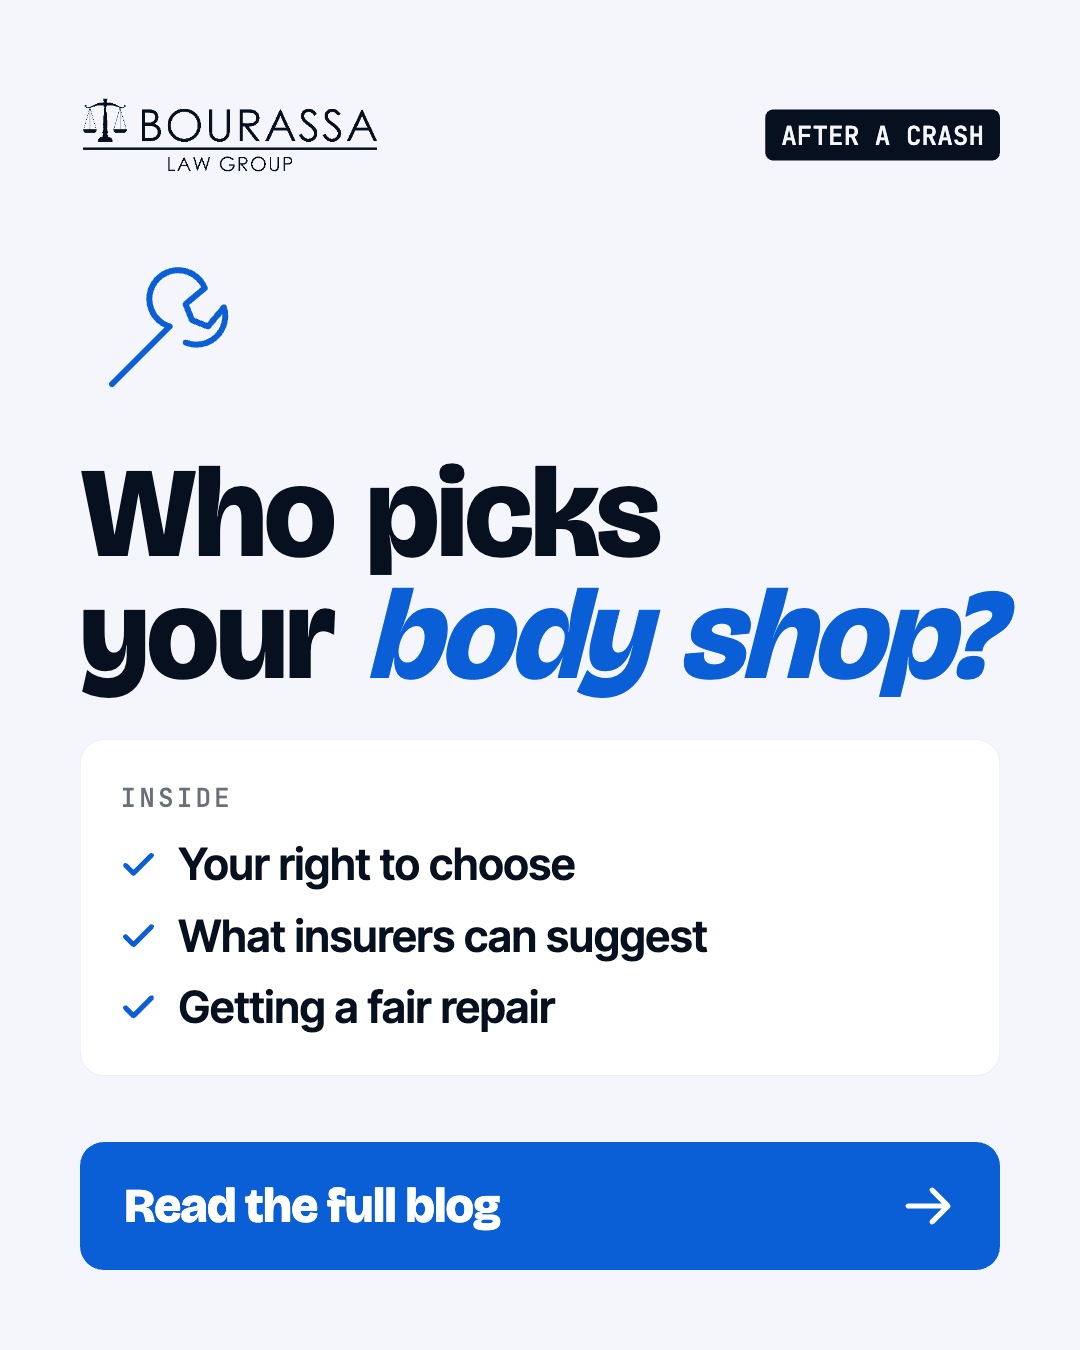 BOURASSA
LAW GROUP
AFTER A CRASH
Who picks
your body shop?
INSIDE
Your right to choose
What insurers can suggest
Getting a fair repair
Read the full blog